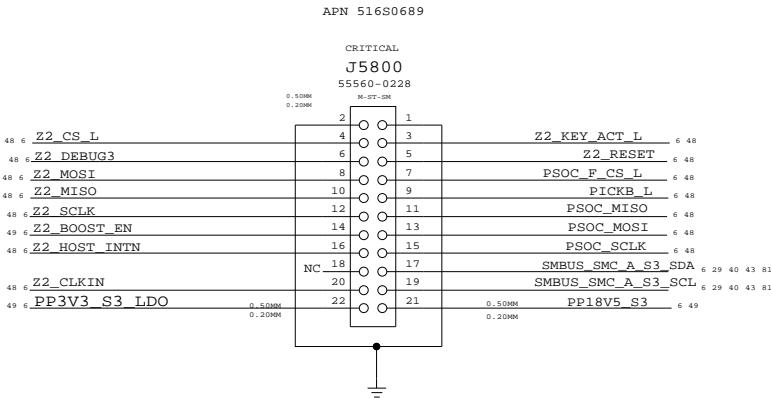 APN 516S0689
CRITICAL
J5800
55560-0228
M-ST-SM
0.50MM
0.20MM
2 1
48 6 Z2_CS_L 4 3 Z2_KEY_ACT_L 6 48
48 6 Z2_DEBUG3 6 5 Z2_RESET 6 48
48 6 Z2_MOSI 8 7 PSOC_F_CS_L 6 48
48 6 Z2_MISO 10 9 PICKB_L 6 48
48 6 Z2_SCLK 12 11 PSOC_MISO 6 48
49 6 Z2_BOOST_EN 14 13 PSOC_MOSI 6 48
48 6 Z2_HOST_INTN 16 15 PSOC_SCLK 6 48
NC 18 17 SMBUS_SMC_A_S3_SDA 6 29 40 43 81
48 6 Z2_CLKIN 20 19 SMBUS_SMC_A_S3_SCL 6 29 40 43 81
49 6 PP3V3_S3_LDO 0.50MM 22 21 0.50MM PP18V5_S3 6 49
0.20MM 0.20MM